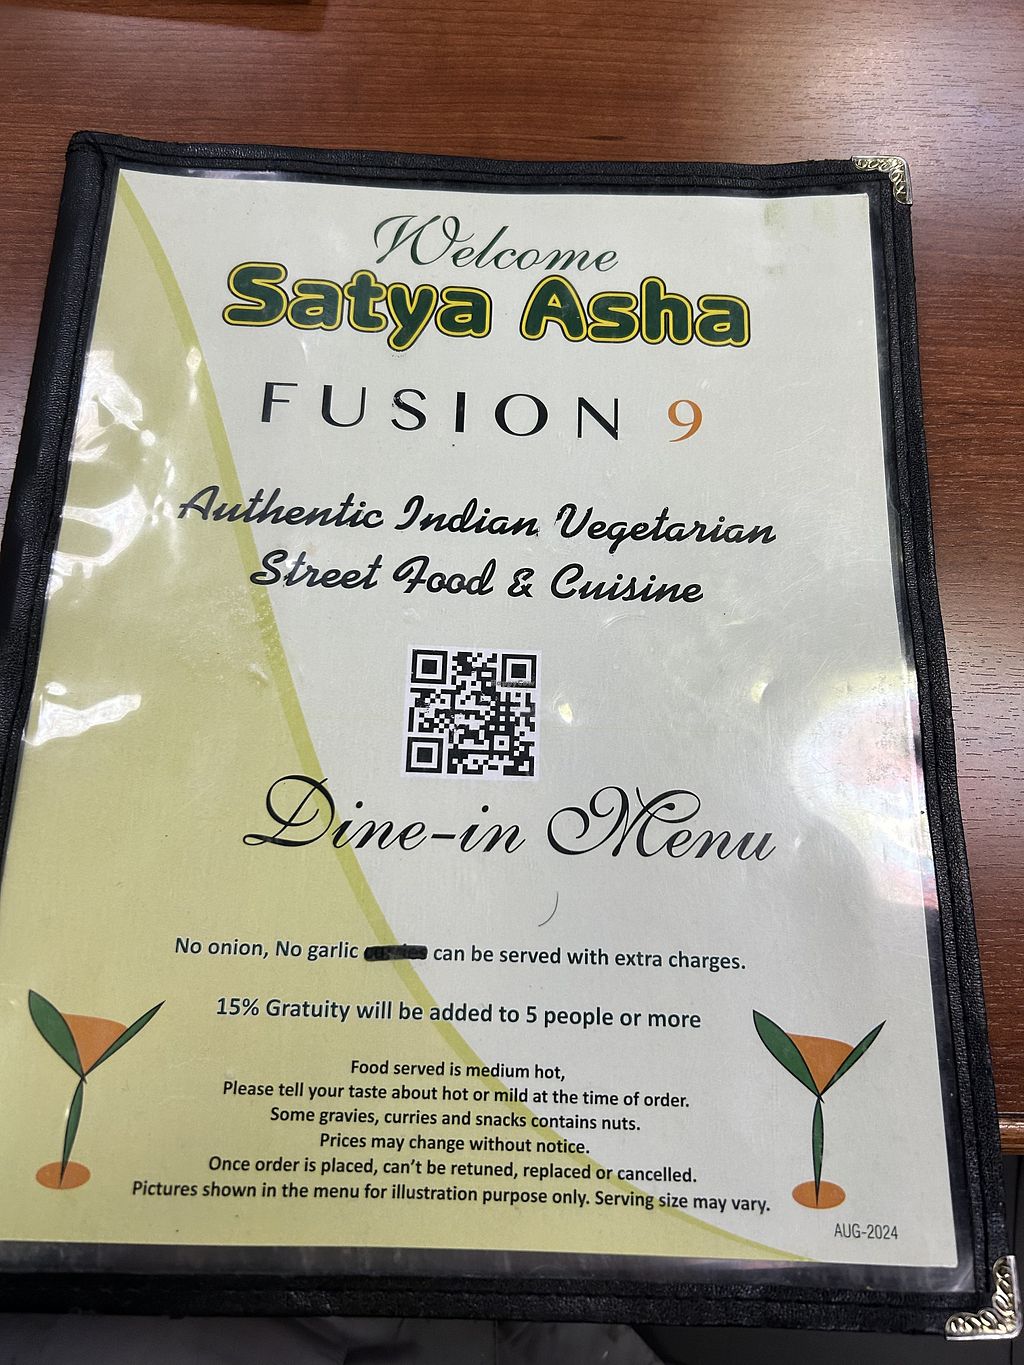 Welcome
Satya Asha
FUSION 9
Authentic Indian Vegetarian
Street Food & Cuisine
Dine-in Menu
No onion, No garlic can be served with extra charges.
15% Gratuity will be added to 5 people or more
Food served is medium hot,
Please tell your taste about hot or mild at the time of order.
Some gravies, curries and snacks contains nuts.
Prices may change without notice.
Once order is placed, can't be retuned, replaced or cancelled.
Pictures shown in the menu for illustration purpose only. Serving size may vary.
AUG-2024